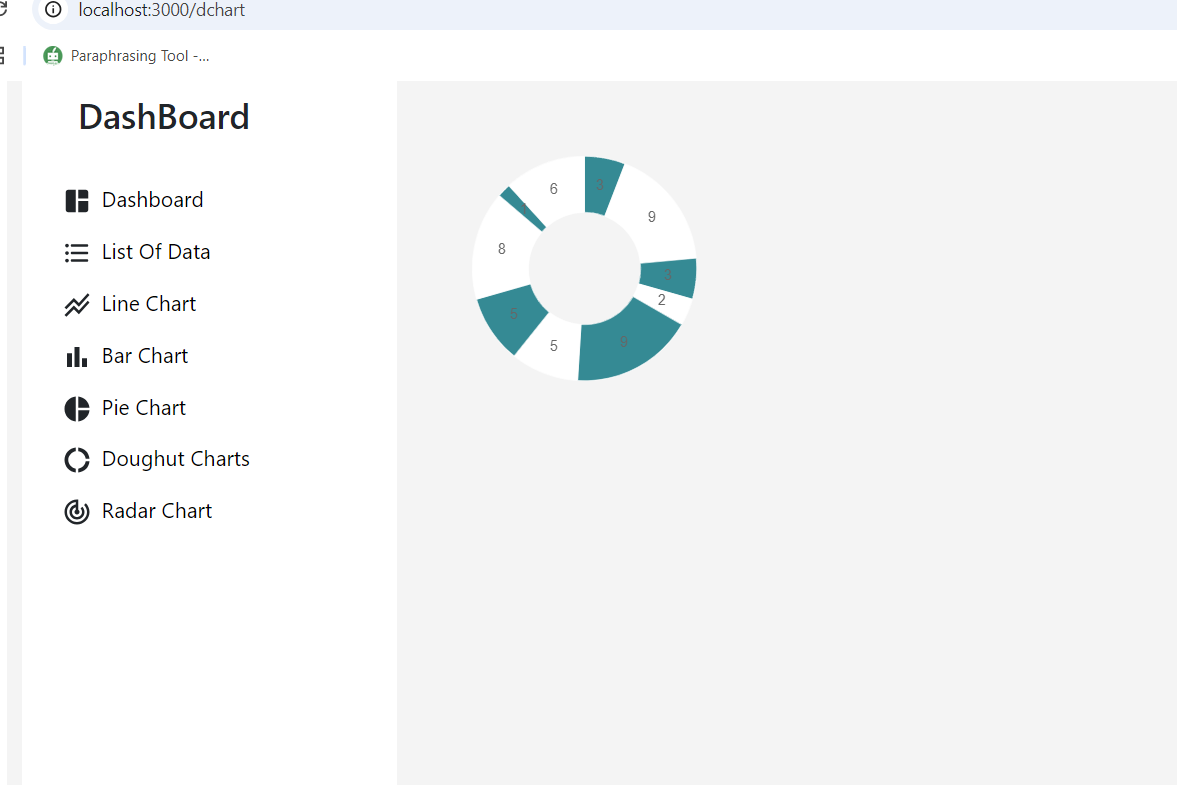 localhost:3000/dchart
Paraphrasing Tool -...
DashBoard
Dashboard
List Of Data
Line Chart
Bar Chart
Pie Chart
Doughut Charts
Radar Chart
6
3
9
8
3
2
5
9
5